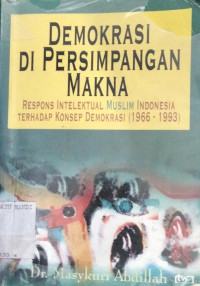 DEMOKRASI
DI PERSIMPANGAN
MAKNA
RESPONS INTELEKTUAL MUSLIM INDONESIA
TERHADAP KONSEP DEMOKRASI (1966 - 1993)
Dr. Masykuri Abdillah